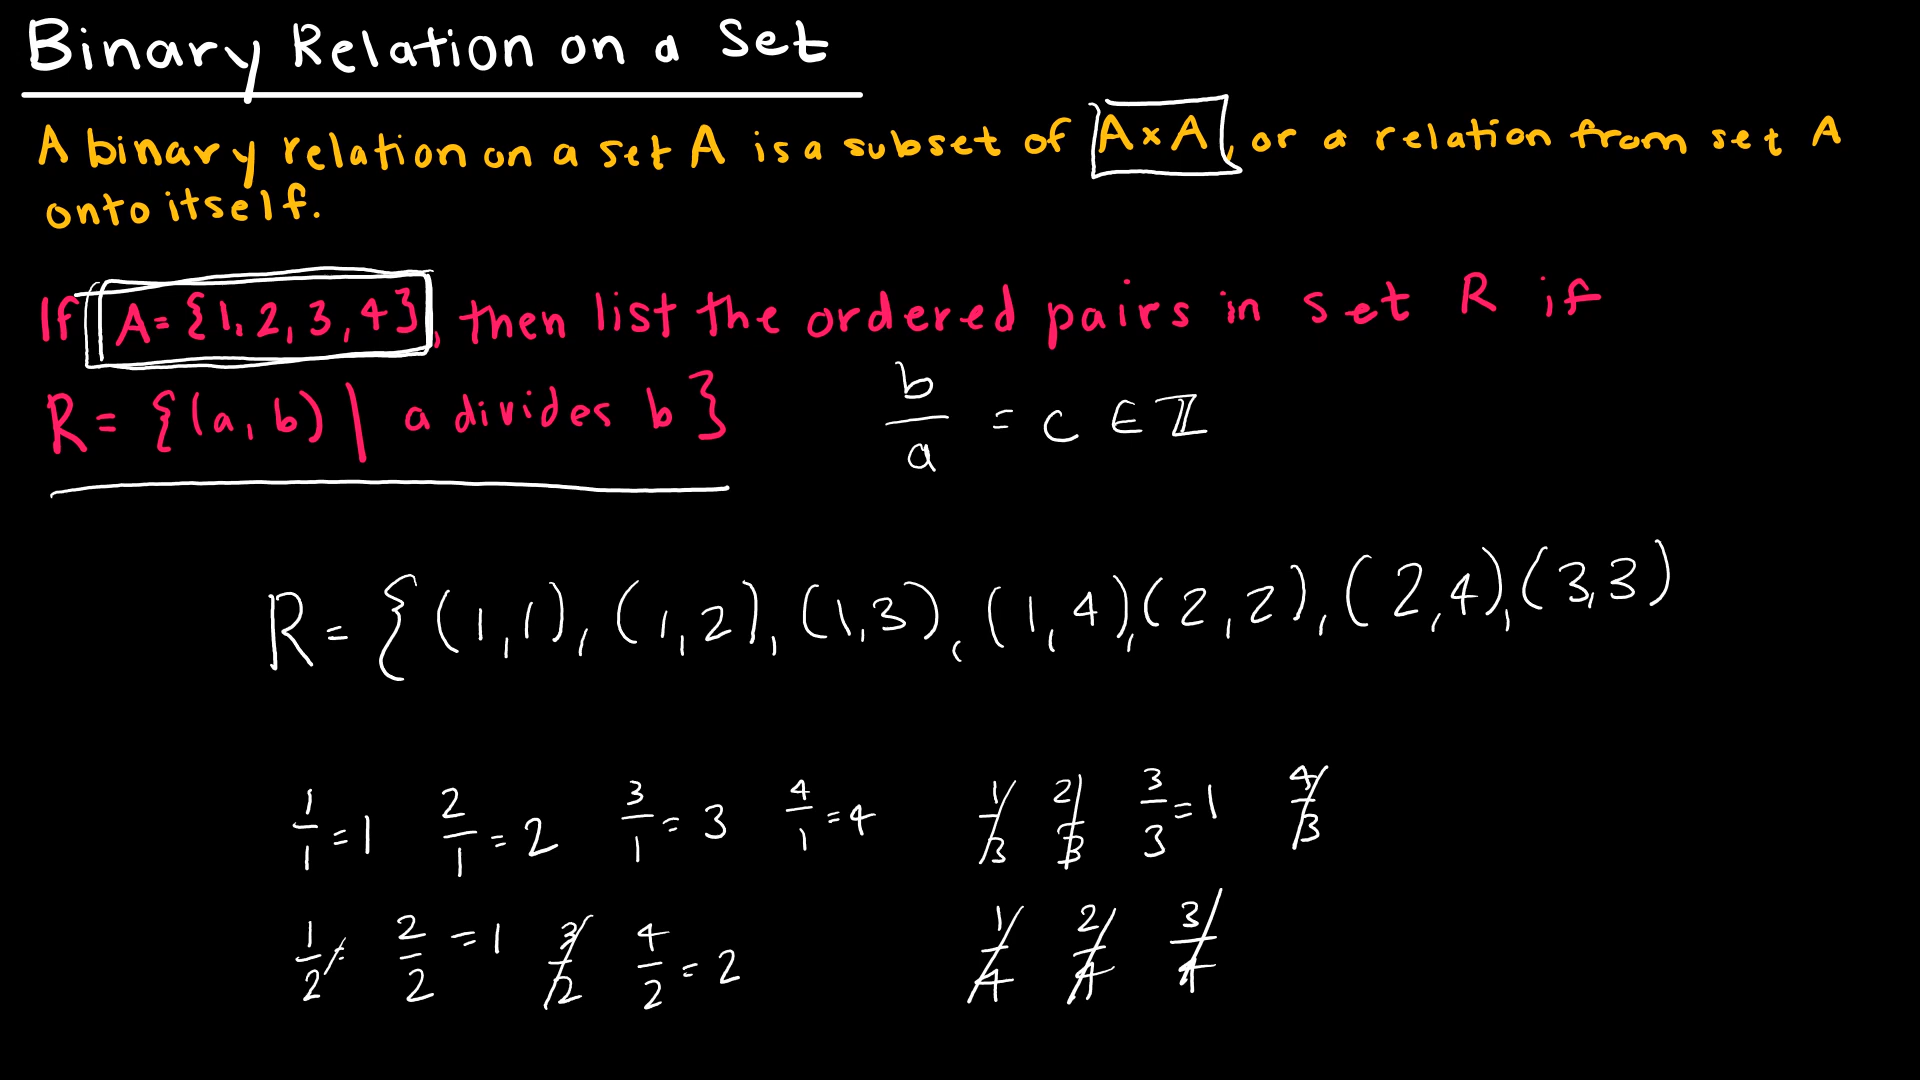 Binary Relation on a Set
A binary relation on a set A is a subset of A×A, or a relation from set A
onto itself.
If A={1,2,3,4}, then list the ordered pairs in set R if
R= {(a,b)| a divides b}
b/a = c ∈ ℤ
R= {(1,1), (1,2), (1,3), (1,4), (2,2), (2,4), (3,3)
1/1=1 2/1=2 3/1=3 4/1=4 1/3 2/3 3/3=1 4/3
1/2= 2/2=1 3/2 4/2=2 1/4 2/4 3/4